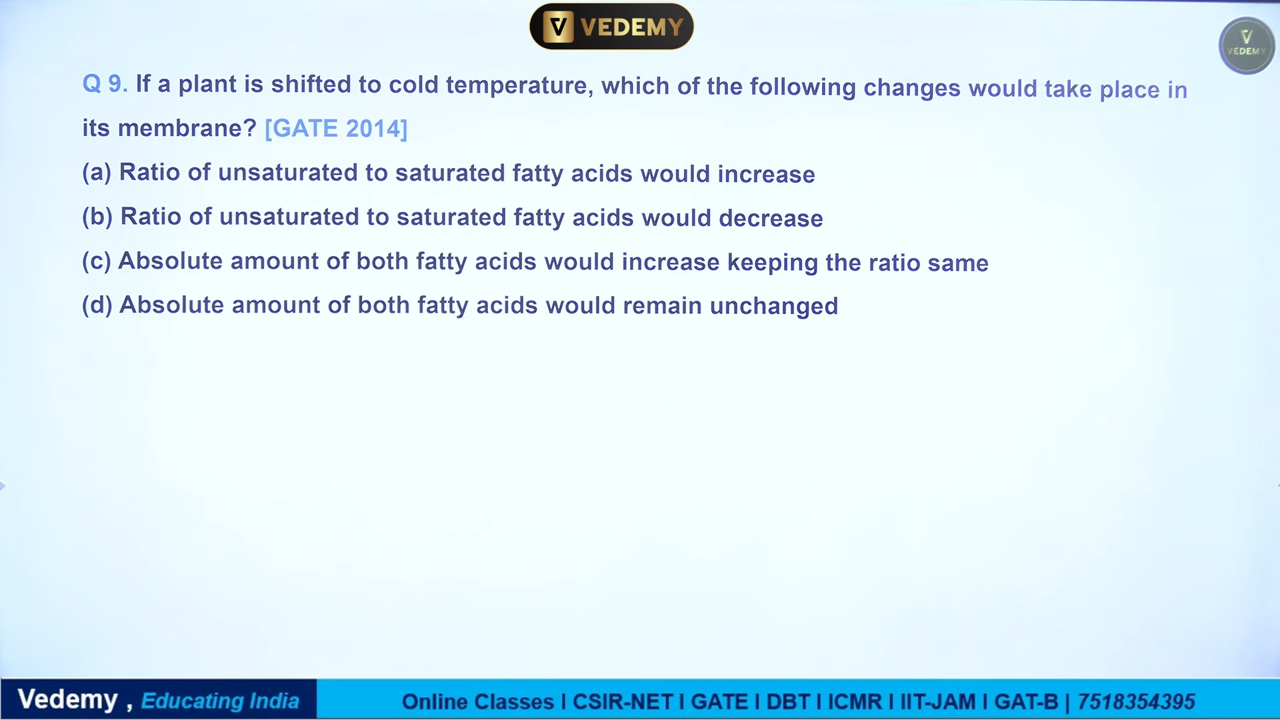 VEDEMY
VEDEMY
Q 9. If a plant is shifted to cold temperature, which of the following changes would take place in
its membrane? [GATE 2014]
(a) Ratio of unsaturated to saturated fatty acids would increase
(b) Ratio of unsaturated to saturated fatty acids would decrease
(c) Absolute amount of both fatty acids would increase keeping the ratio same
(d) Absolute amount of both fatty acids would remain unchanged
Vedemy , Educating India
Online Classes I CSIR-NET I GATE I DBT I ICMR I IIT-JAM I GAT-B | 7518354395